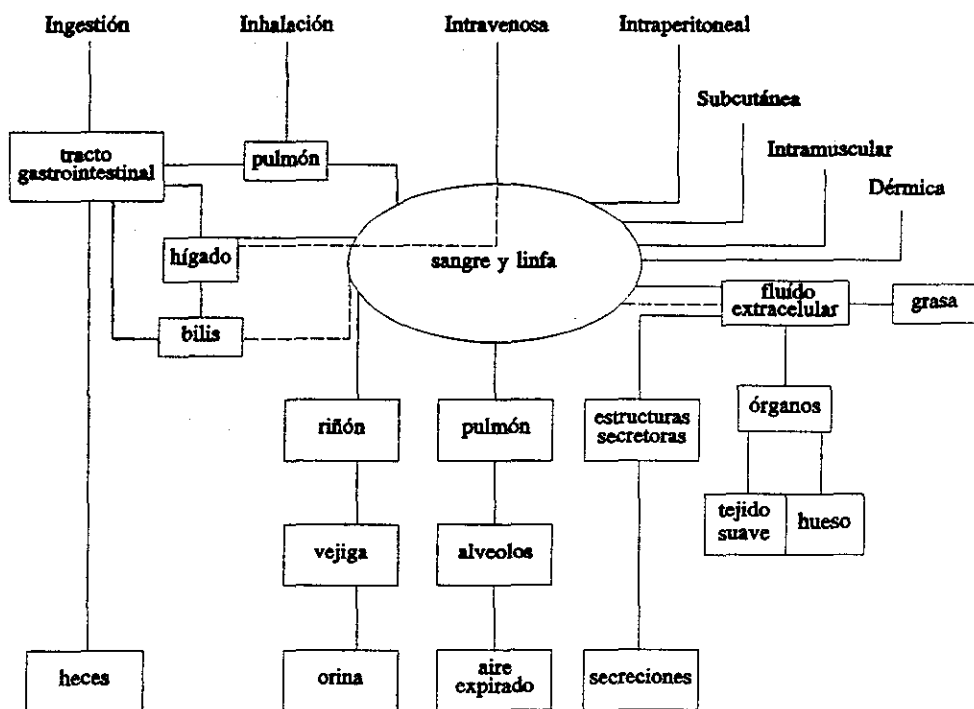 Ingestión
Inhalación
Intravenosa
Intraperitoneal
Subcutánea
Intramuscular
Dérmica
tracto
gastrointestinal
pulmón
hígado
sangre y linfa
bilis
fluído
extracelular
grasa
riñón
pulmón
estructuras
secretoras
órganos
tejido
suave
hueso
vejiga
alveolos
heces
orina
aire
expirado
secreciones